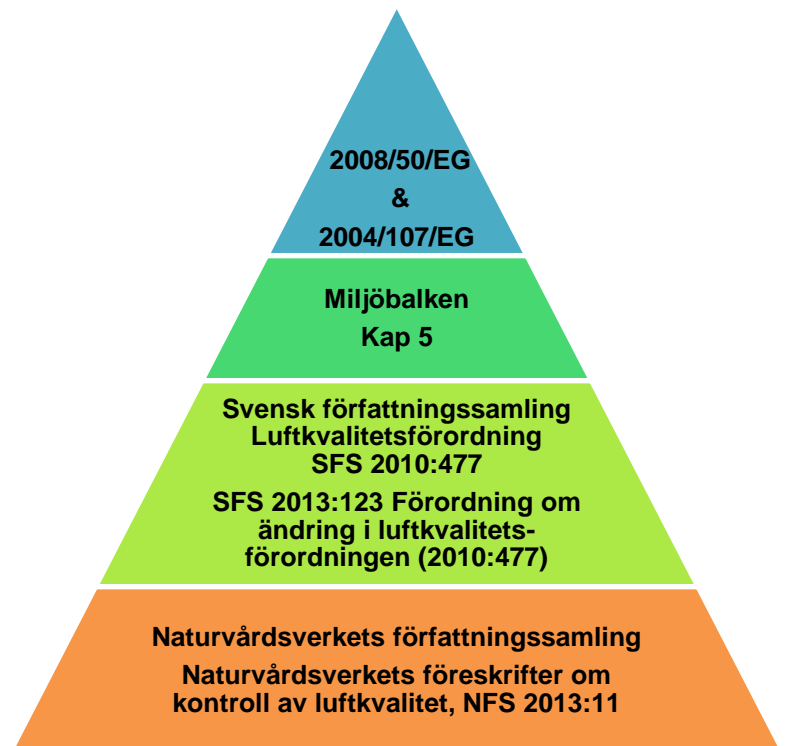 2008/50/EG
&
2004/107/EG
Miljöbalken
Kap 5
Svensk författningssamling
Luftkvalitetsförordning
SFS 2010:477
SFS 2013:123 Förordning om
ändring i luftkvalitets-
förordningen (2010:477)
Naturvårdsverkets författningssamling
Naturvårdsverkets föreskrifter om
kontroll av luftkvalitet, NFS 2013:11